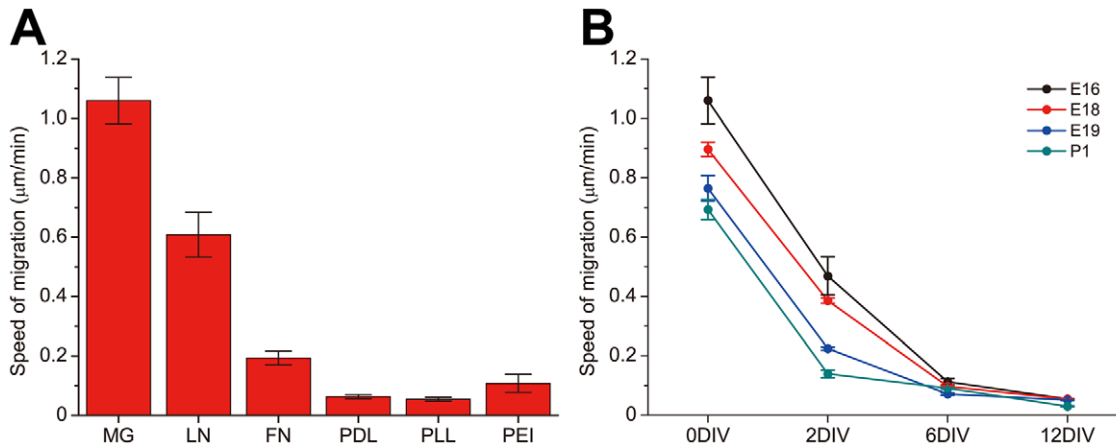 A
Speed of migration (μm/min)
1.2
1.0
0.8
0.6
0.4
0.2
0
MG LN FN PDL PLL PEI
B
Speed of migration (μm/min)
1.2
1.0
0.8
0.6
0.4
0.2
0
E16
E18
E19
P1
0DIV 2DIV 6DIV 12DIV